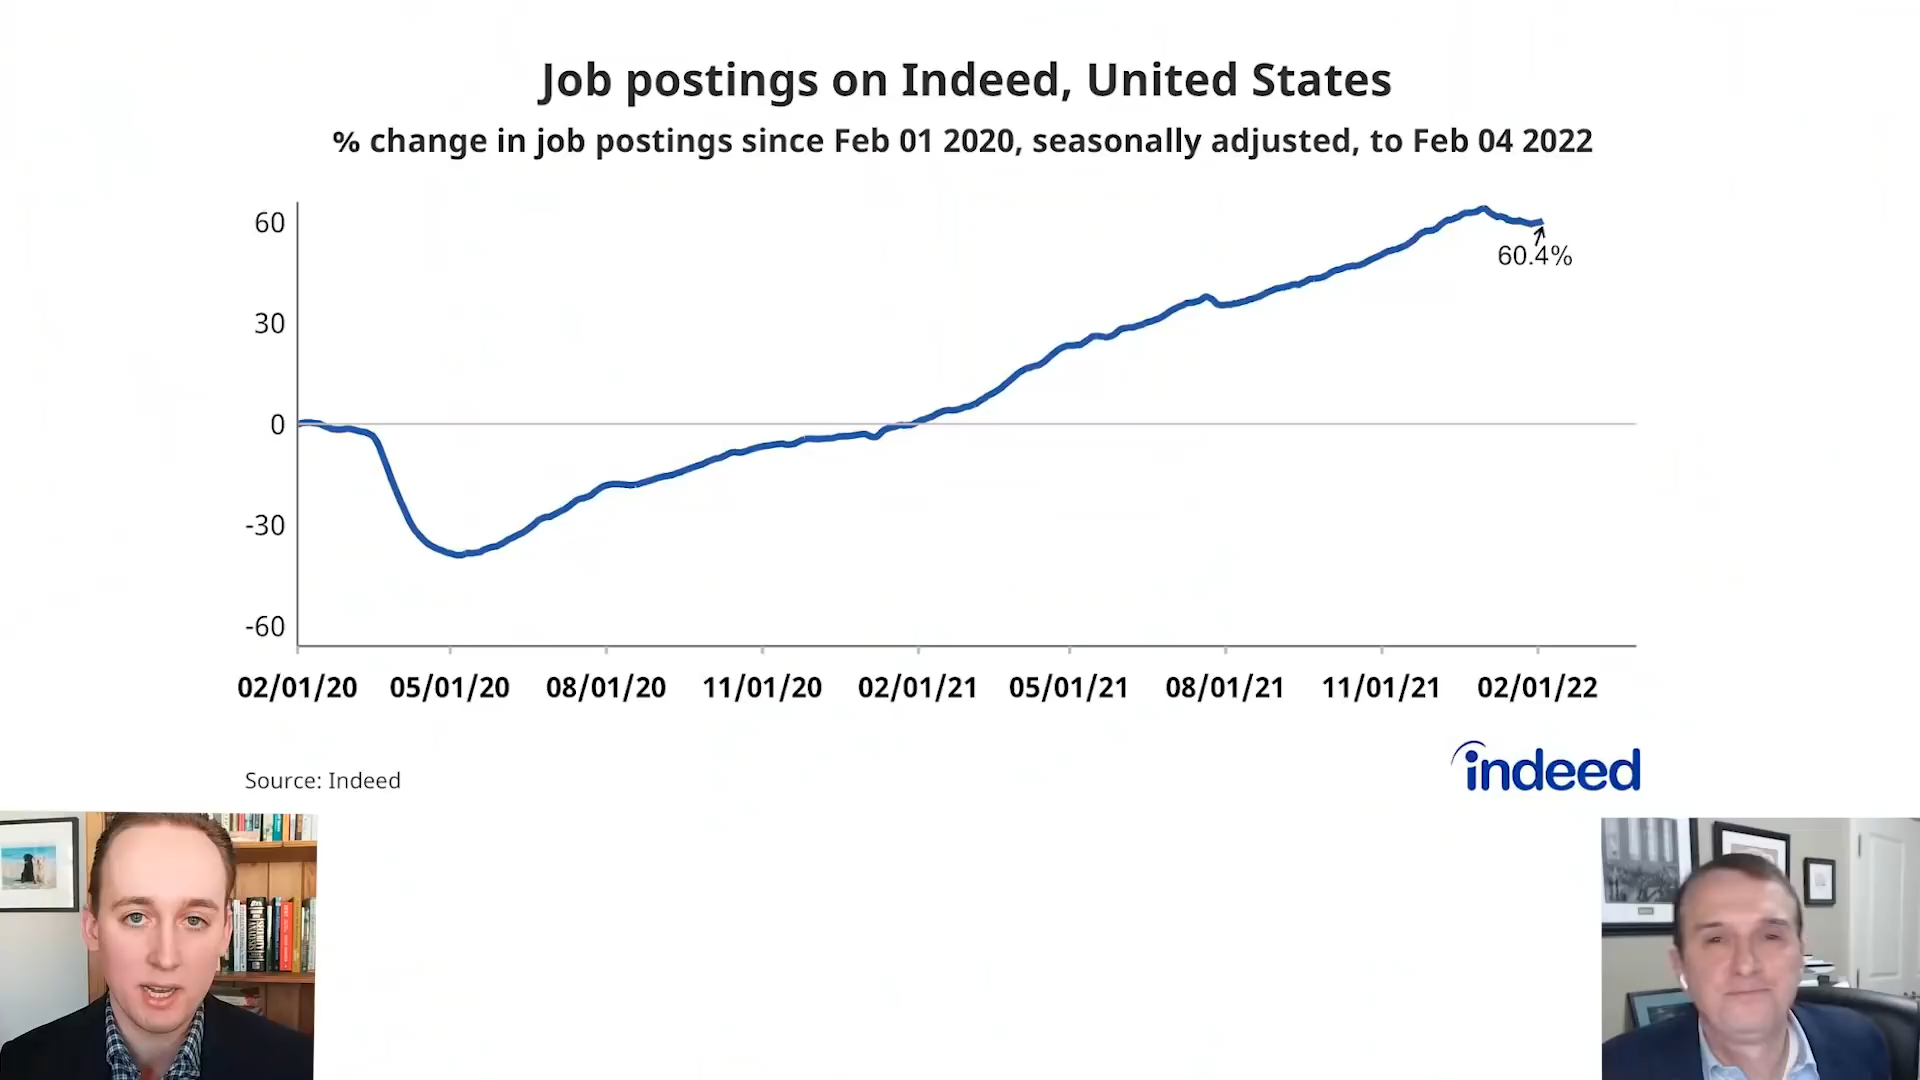 Job postings on Indeed, United States
% change in job postings since Feb 01 2020, seasonally adjusted, to Feb 04 2022
60
30
0
-30
-60
60.4%
02/01/20 05/01/20 08/01/20 11/01/20 02/01/21 05/01/21 08/01/21 11/01/21 02/01/22
Source: Indeed
indeed